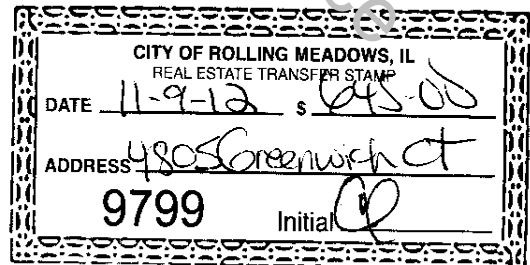 CITY OF ROLLING MEADOWS, IL
REAL ESTATE TRANSFER STAMP
DATE 11-9-12 $ 645.00
ADDRESS 4805 Greenwich Ct
9799 Initial